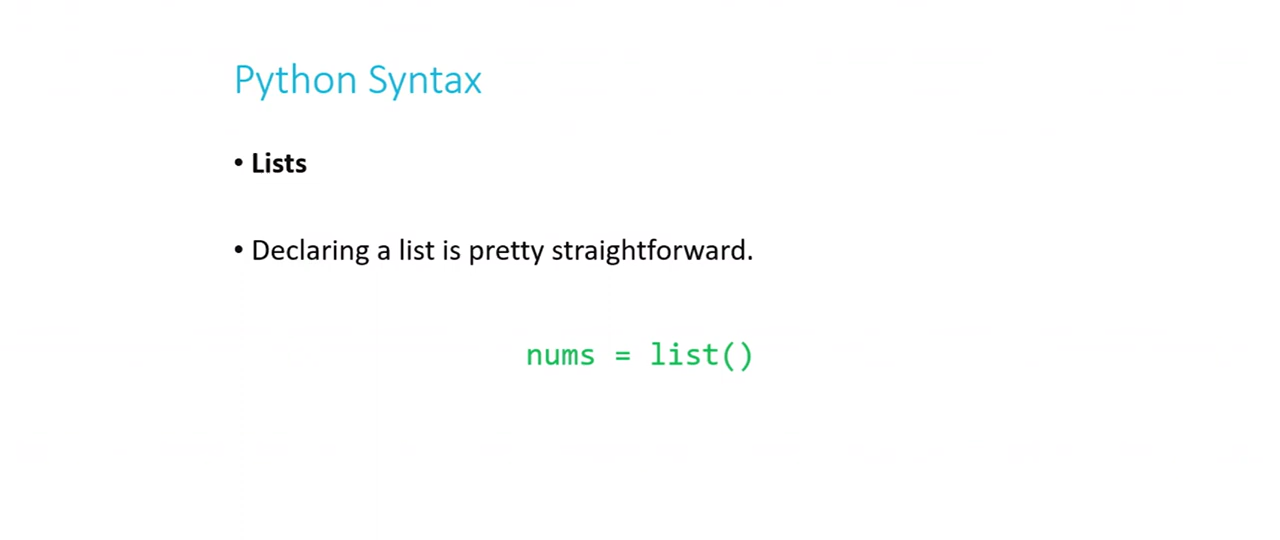 Python Syntax
• Lists
• Declaring a list is pretty straightforward.
nums = list()